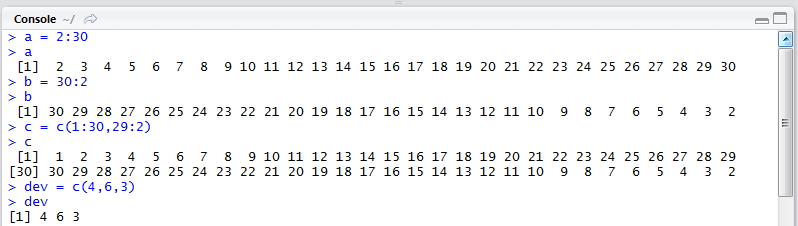 Console ~/
> a = 2:30
> a
[1] 2 3 4 5 6 7 8 9 10 11 12 13 14 15 16 17 18 19 20 21 22 23 24 25 26 27 28 29 30
> b = 30:2
> b
[1] 30 29 28 27 26 25 24 23 22 21 20 19 18 17 16 15 14 13 12 11 10 9 8 7 6 5 4 3 2
> c = c(1:30,29:2)
> c
[1] 1 2 3 4 5 6 7 8 9 10 11 12 13 14 15 16 17 18 19 20 21 22 23 24 25 26 27 28 29
[30] 30 29 28 27 26 25 24 23 22 21 20 19 18 17 16 15 14 13 12 11 10 9 8 7 6 5 4 3 2
> dev = c(4,6,3)
> dev
[1] 4 6 3